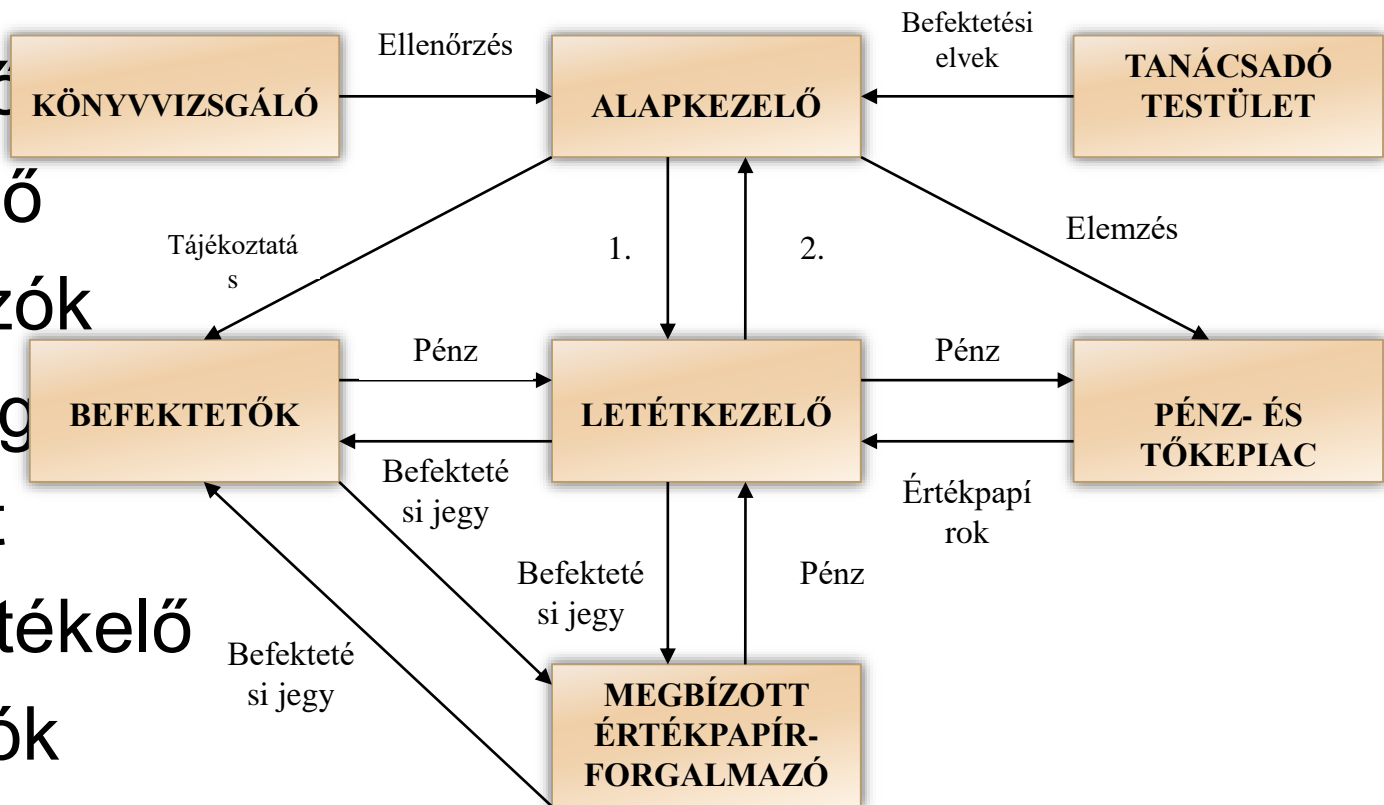 Ellenőrzés
Befektetési
elvek
KÖNYVVIZSGÁLÓ
ALAPKEZELŐ
TANÁCSADÓ
TESTÜLET
ő
Tájékoztatá
s
1.
2.
Elemzés
zók
Pénz
Pénz
BEFEKTETŐK
LETÉTKEZELŐ
PÉNZ- ÉS
TŐKEPIAC
g
Befekteté
si jegy
Értékpapí
rok
t
Befekteté
si jegy
Pénz
tékelő
Befekteté
si jegy
MEGBÍZOTT
ÉRTÉKPAPÍR-
FORGALMAZÓ
ók